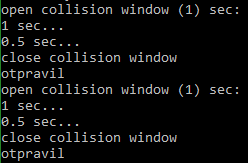 open collision window (1) sec:
1 sec...
0.5 sec...
close collision window
otpravil
open collision window (1) sec:
1 sec...
0.5 sec...
close collision window
otpravil